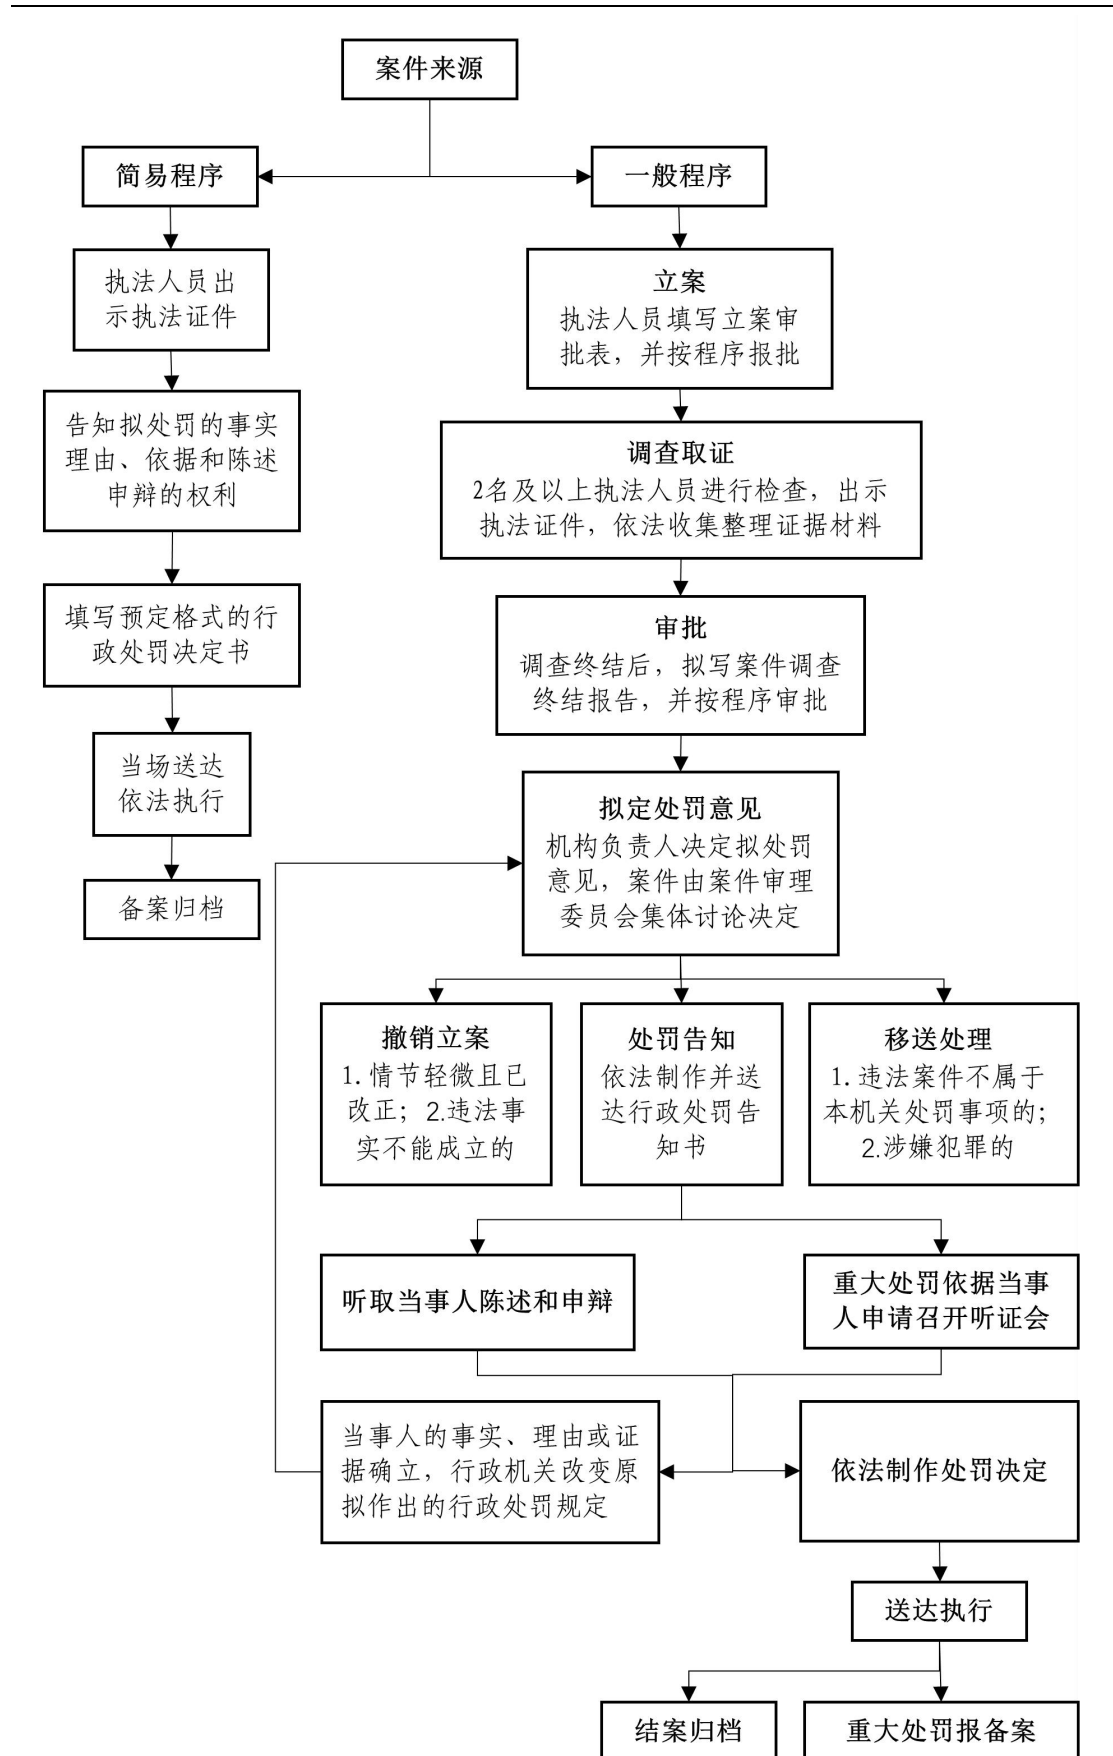 案件来源
简易程序
一般程序
执法人员出
示执法证件
告知拟处罚的事实
理由、依据和陈述
申辩的权利
填写预定格式的行
政处罚决定书
当场送达
依法执行
备案归档
立案
执法人员填写立案审
批表，并按程序报批
调查取证
2名及以上执法人员进行检查，出示
执法证件，依法收集整理证据材料
审批
调查终结后，拟写案件调查
终结报告，并按程序审批
拟定处罚意见
机构负责人决定拟处罚
意见，案件由案件审理
委员会集体讨论决定
撤销立案
1.情节轻微且已
改正；2.违法事
实不能成立的
处罚告知
依法制作并送
达行政处罚告
知书
移送处理
1.违法案件不属于
本机关处罚事项的；
2.涉嫌犯罪的
听取当事人陈述和申辩
重大处罚依据当事
人申请召开听证会
当事人的事实、理由或证
据确立，行政机关改变原
拟作出的行政处罚规定
依法制作处罚决定
送达执行
结案归档
重大处罚报备案